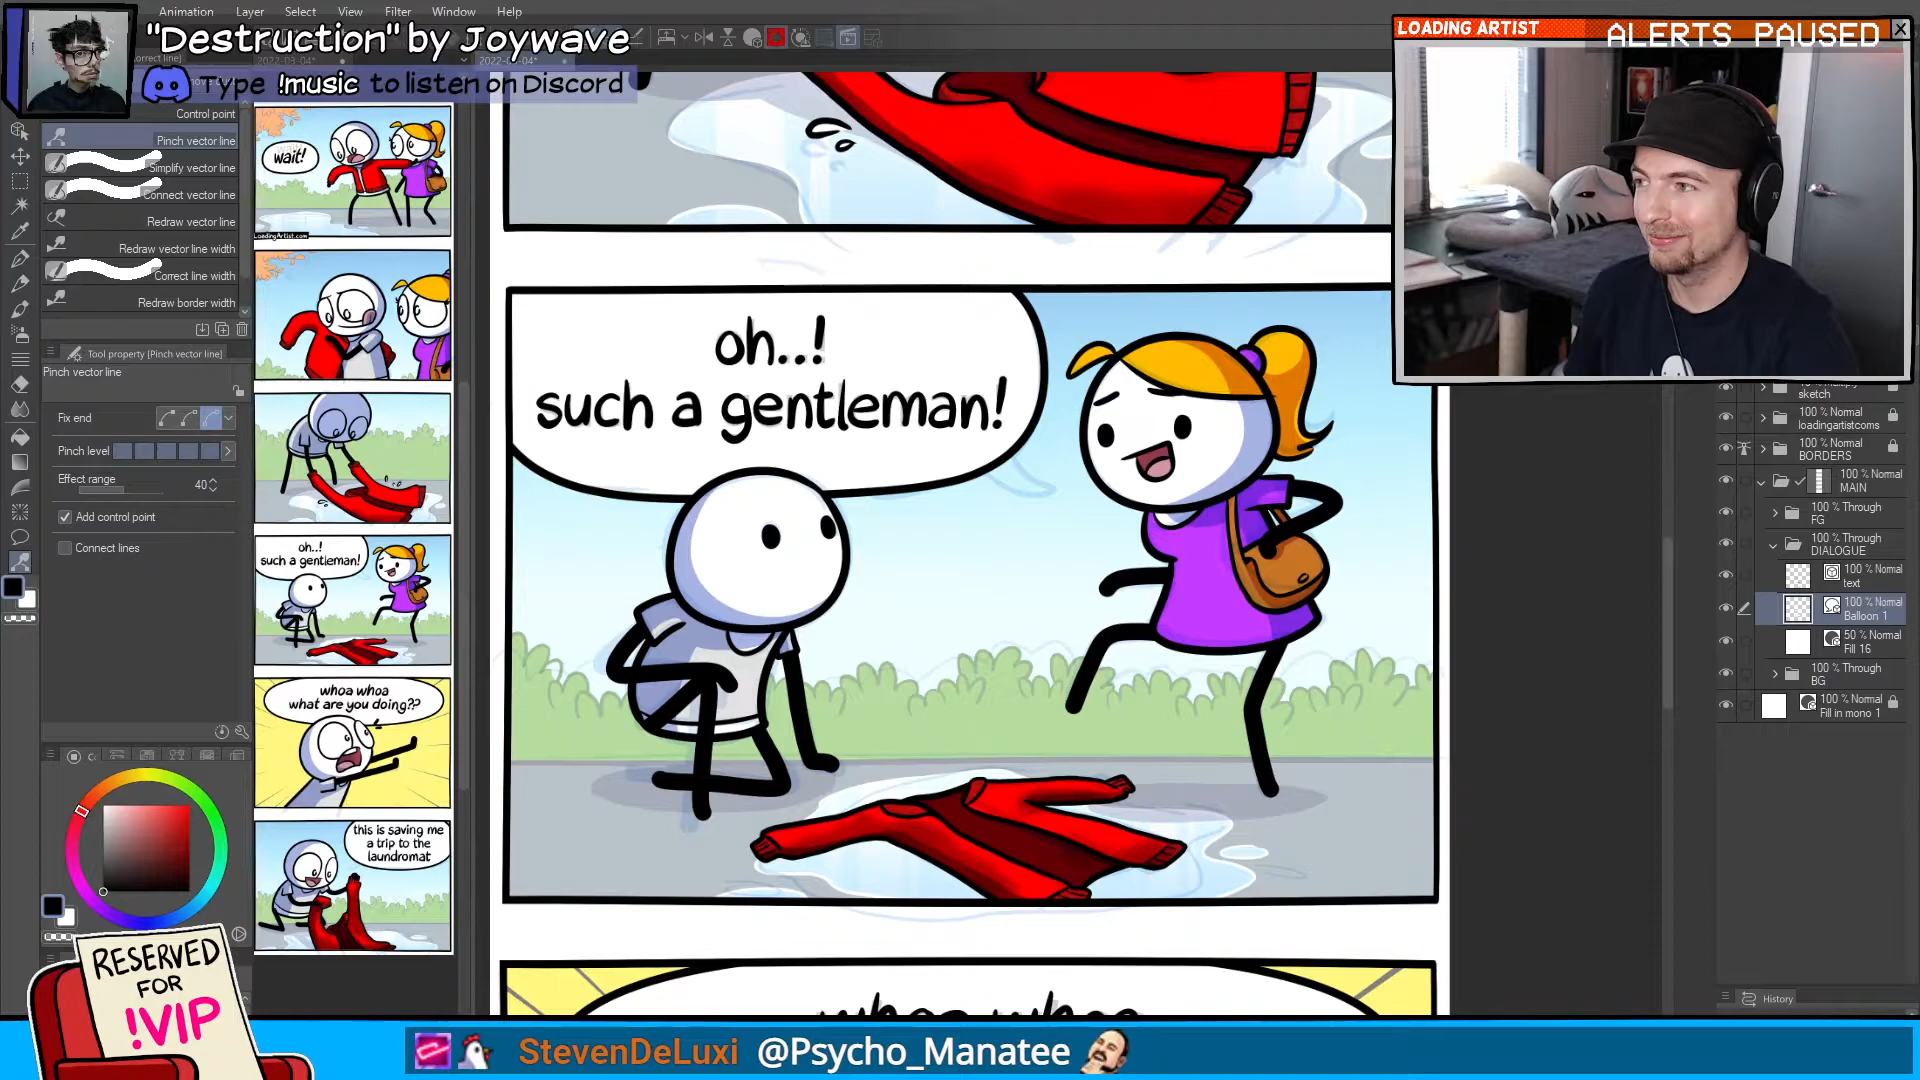 Animation Layer Select View Filter Window Help
"Destruction" by Joywave
Type !music to listen on Discord
LOADING ARTIST
ALERTS PAUSED
Control point
Pinch vector line
Simplify vector line
Connect vector line
Redraw vector line
Redraw vector line width
Correct line width
Redraw border width
Tool property [Pinch vector line]
Pinch vector line
Fix end
Pinch level
Effect range 40
Add control point
Connect lines
wait!
LoadingArtist.com
oh..!
such a gentleman!
whoa whoa
what are you doing??
this is saving me
a trip to the
laundromat
oh..!
such a gentleman!
sketch
100 % Normal
loadingartistcoms
100 % Normal
BORDERS
100 % Normal
MAIN
100 % Through
FG
100 % Through
DIALOGUE
100 % Normal
text
100 % Normal
Balloon 1
50 % Normal
Fill 16
100 % Through
BG
100 % Normal
Fill in mono 1
History
RESERVED
FOR
!VIP
StevenDeLuxi @Psycho_Manatee